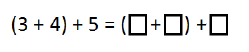 (3 + 4) + 5 = (□+□) +□